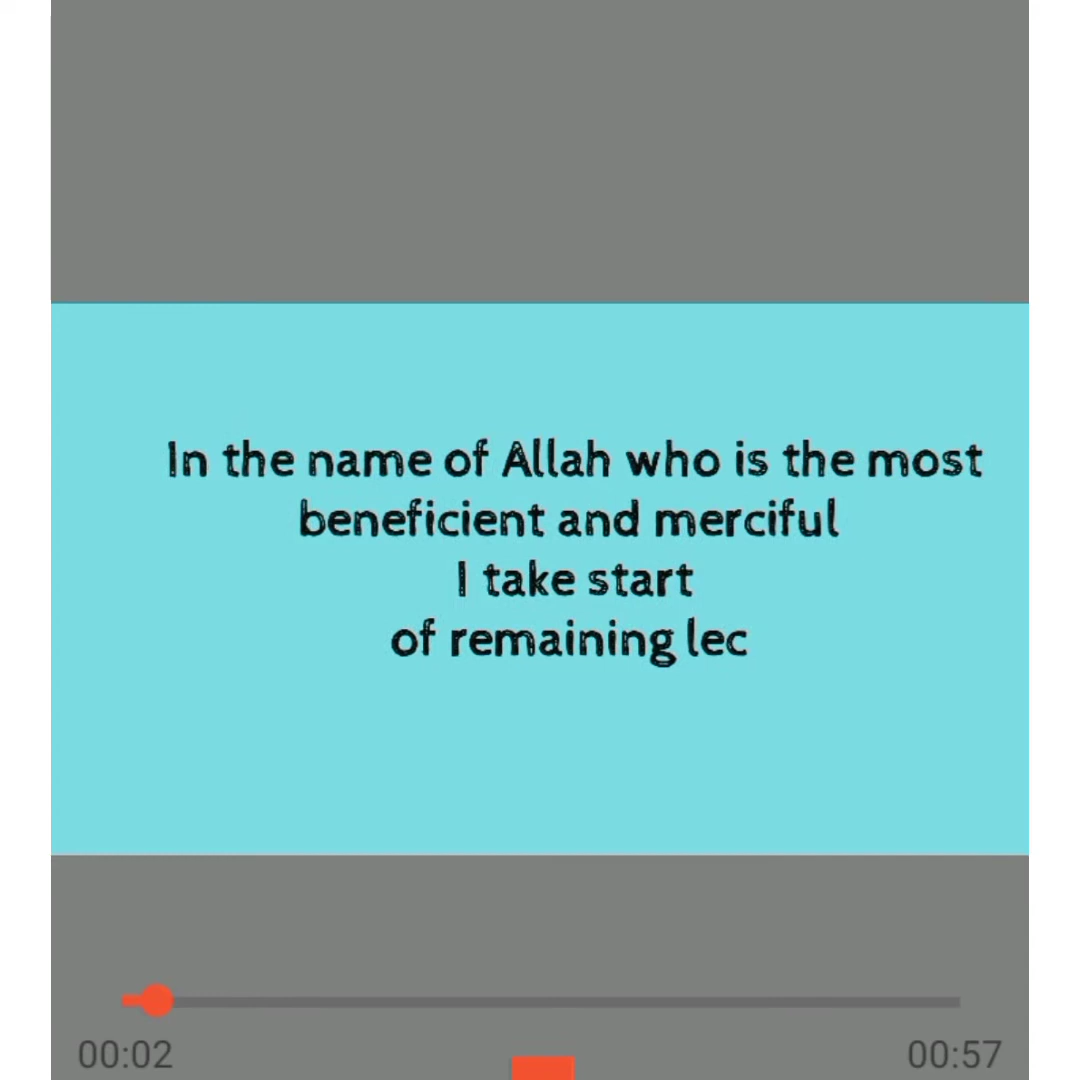 In the name of Allah who is the most
beneficient and merciful
I take start
of remaining lec
00:02 00:57